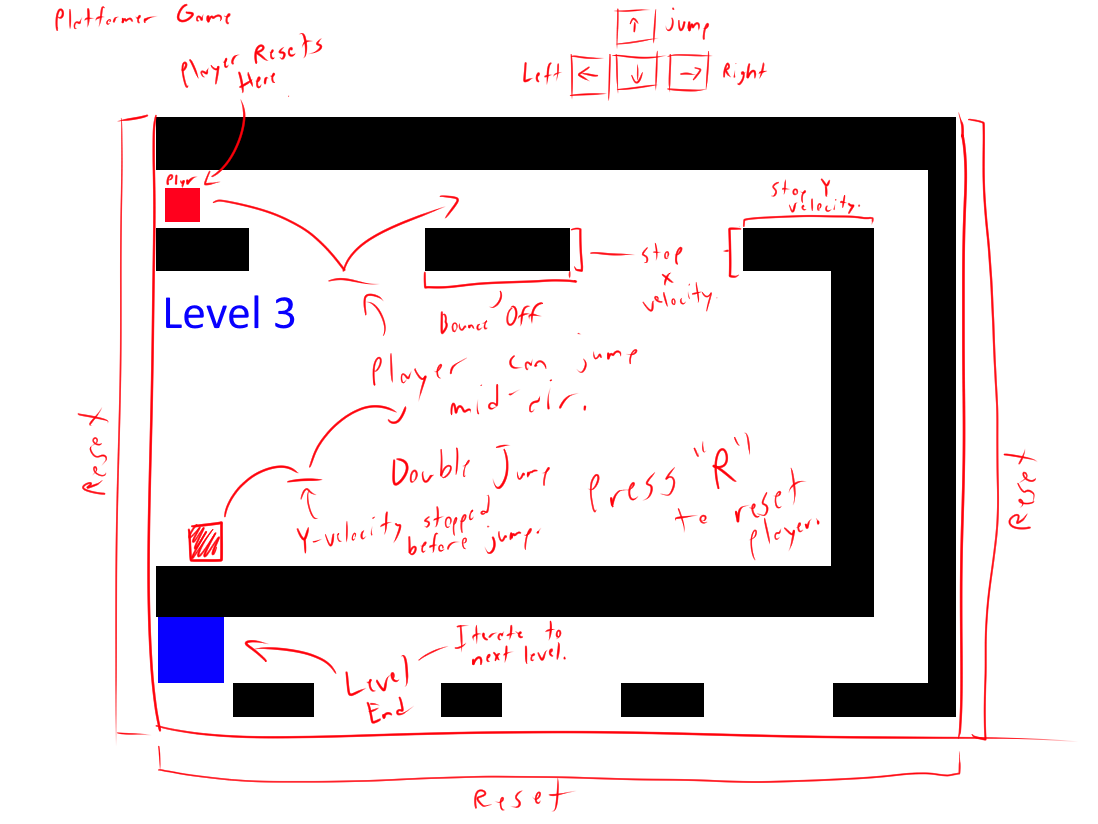 Platformer Game
↑ jump
Left ← ↓ → Right
Player Resets
Here.
Plyr
Stop Y
velocity.
stop
x
velocity
Bounce Off
Level 3
Player can jump
mid-air.
Reset
Reset
Double Jump
Press "R"
to reset
player.
Y-velocity stopped
before jump.
Iterate to
next level.
Level
End
Reset